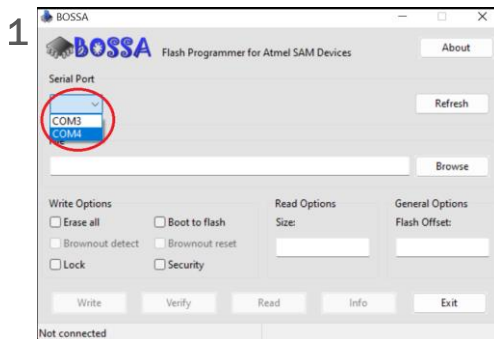 1
BOSSA
BOSSA Flash Programmer for Atmel SAM Devices
About
Serial Port
Refresh
COM3
COM4
File
Browse
Write Options Read Options General Options
Erase all Boot to flash Size: Flash Offset:
Brownout detect Brownout reset
Lock Security
Write Verify Read Info Exit
Not connected